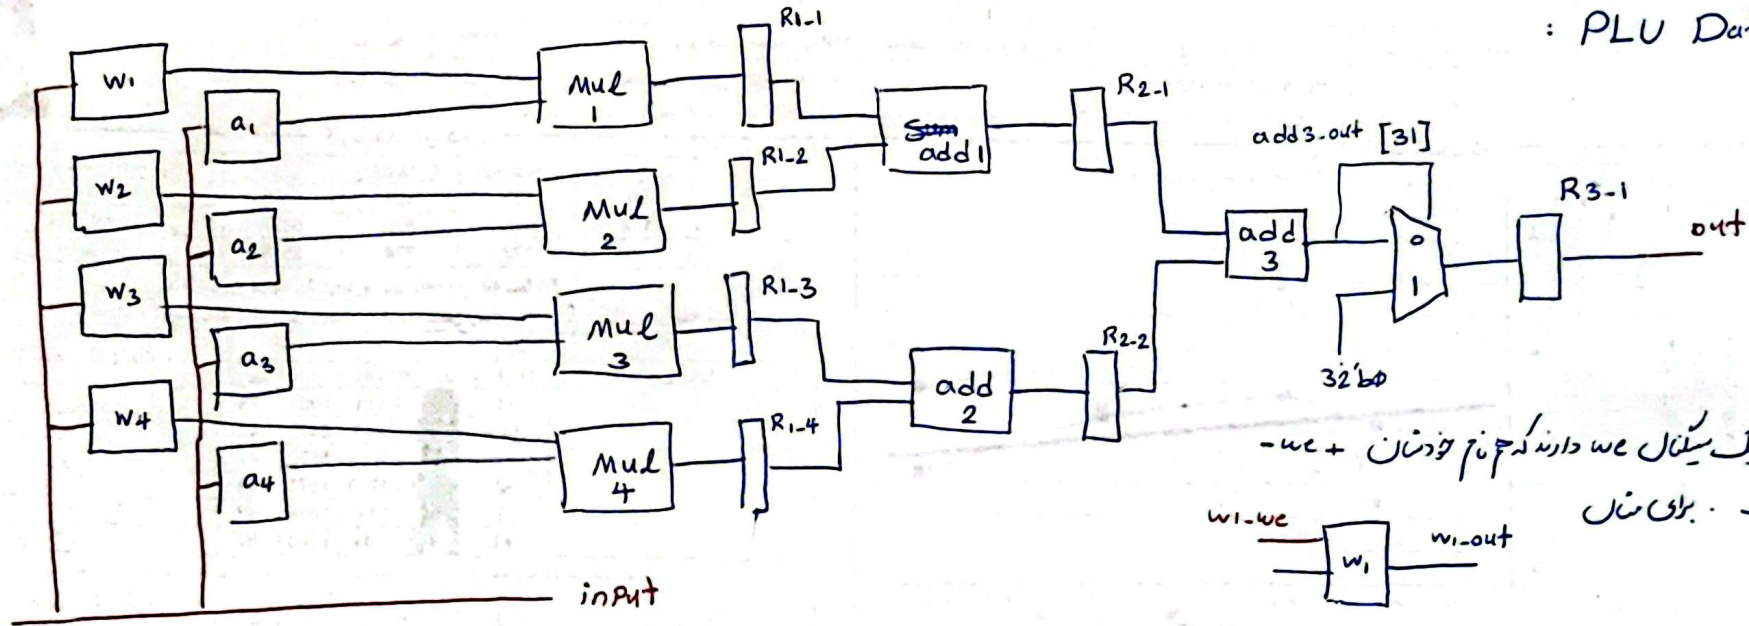 : PLU Da
R1-1
W1
a1
Mul
1
R2-1
add1
add3-out [31]
R1-2
W2
Mul
2
R3-1
a2
add
3
0
out
W3
R1-3
1
Mul
3
a3
R2-2
32'b0
add
2
W4
R1-4
Mul
4
a4
سیگنال we دارند که هم نام خودشان + we-
. برای مثال
w1-we
w1-out
W1
input